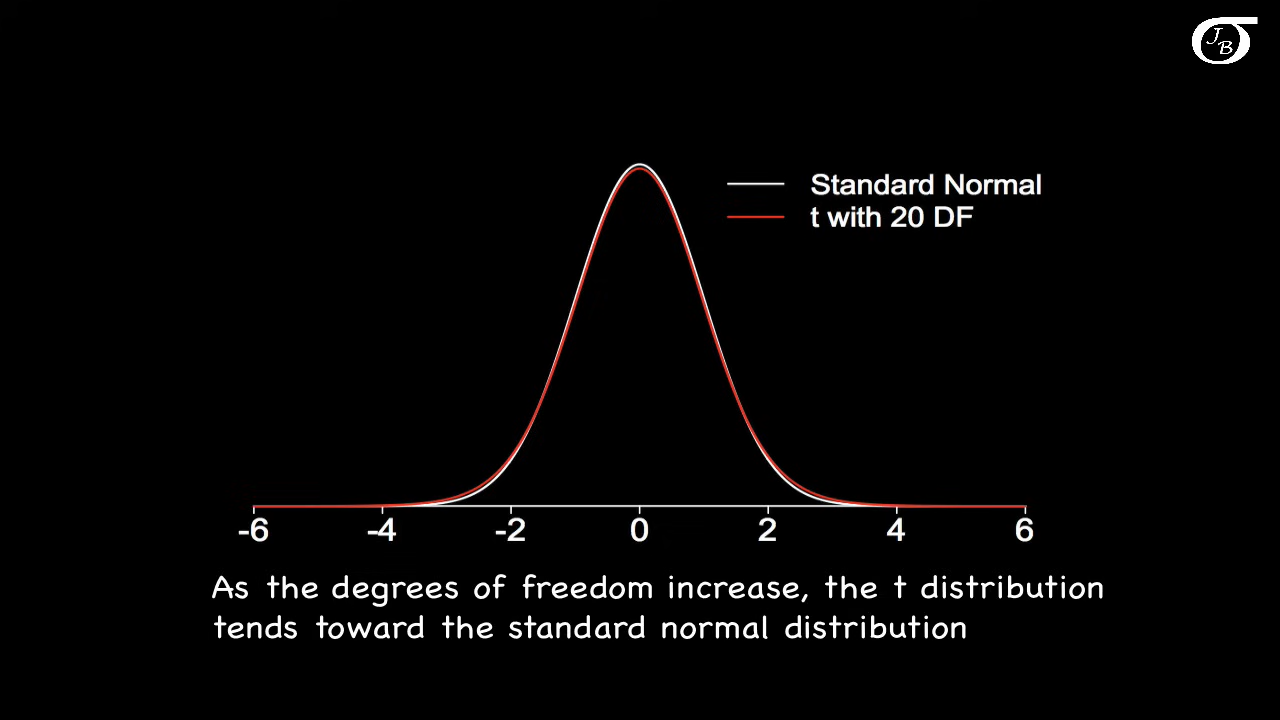 JB
Standard Normal
t with 20 DF
-6 -4 -2 0 2 4 6
As the degrees of freedom increase, the t distribution
tends toward the standard normal distribution